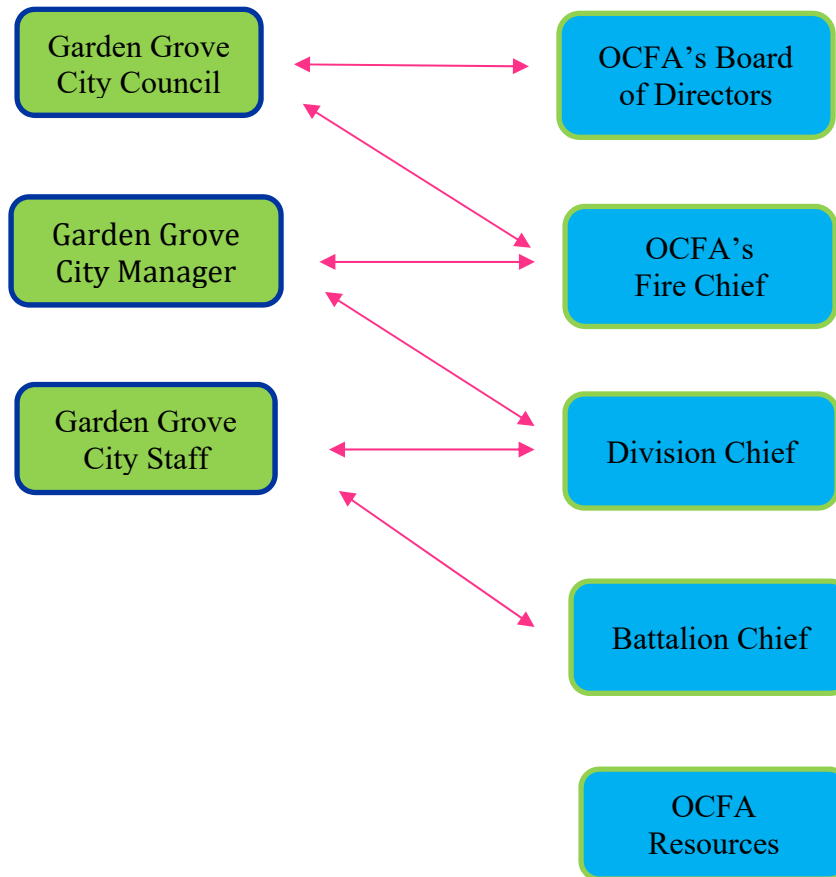 Garden Grove
City Council
OCFA’s Board
of Directors
Garden Grove
City Manager
OCFA’s
Fire Chief
Garden Grove
City Staff
Division Chief
Battalion Chief
OCFA
Resources